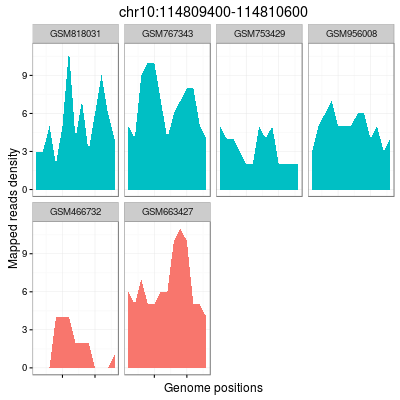 chr10:114809400-114810600
GSM818031 GSM767343 GSM753429 GSM956008
9
6
3
0
GSM466732 GSM663427
9
6
3
0
Mapped reads density
Genome positions